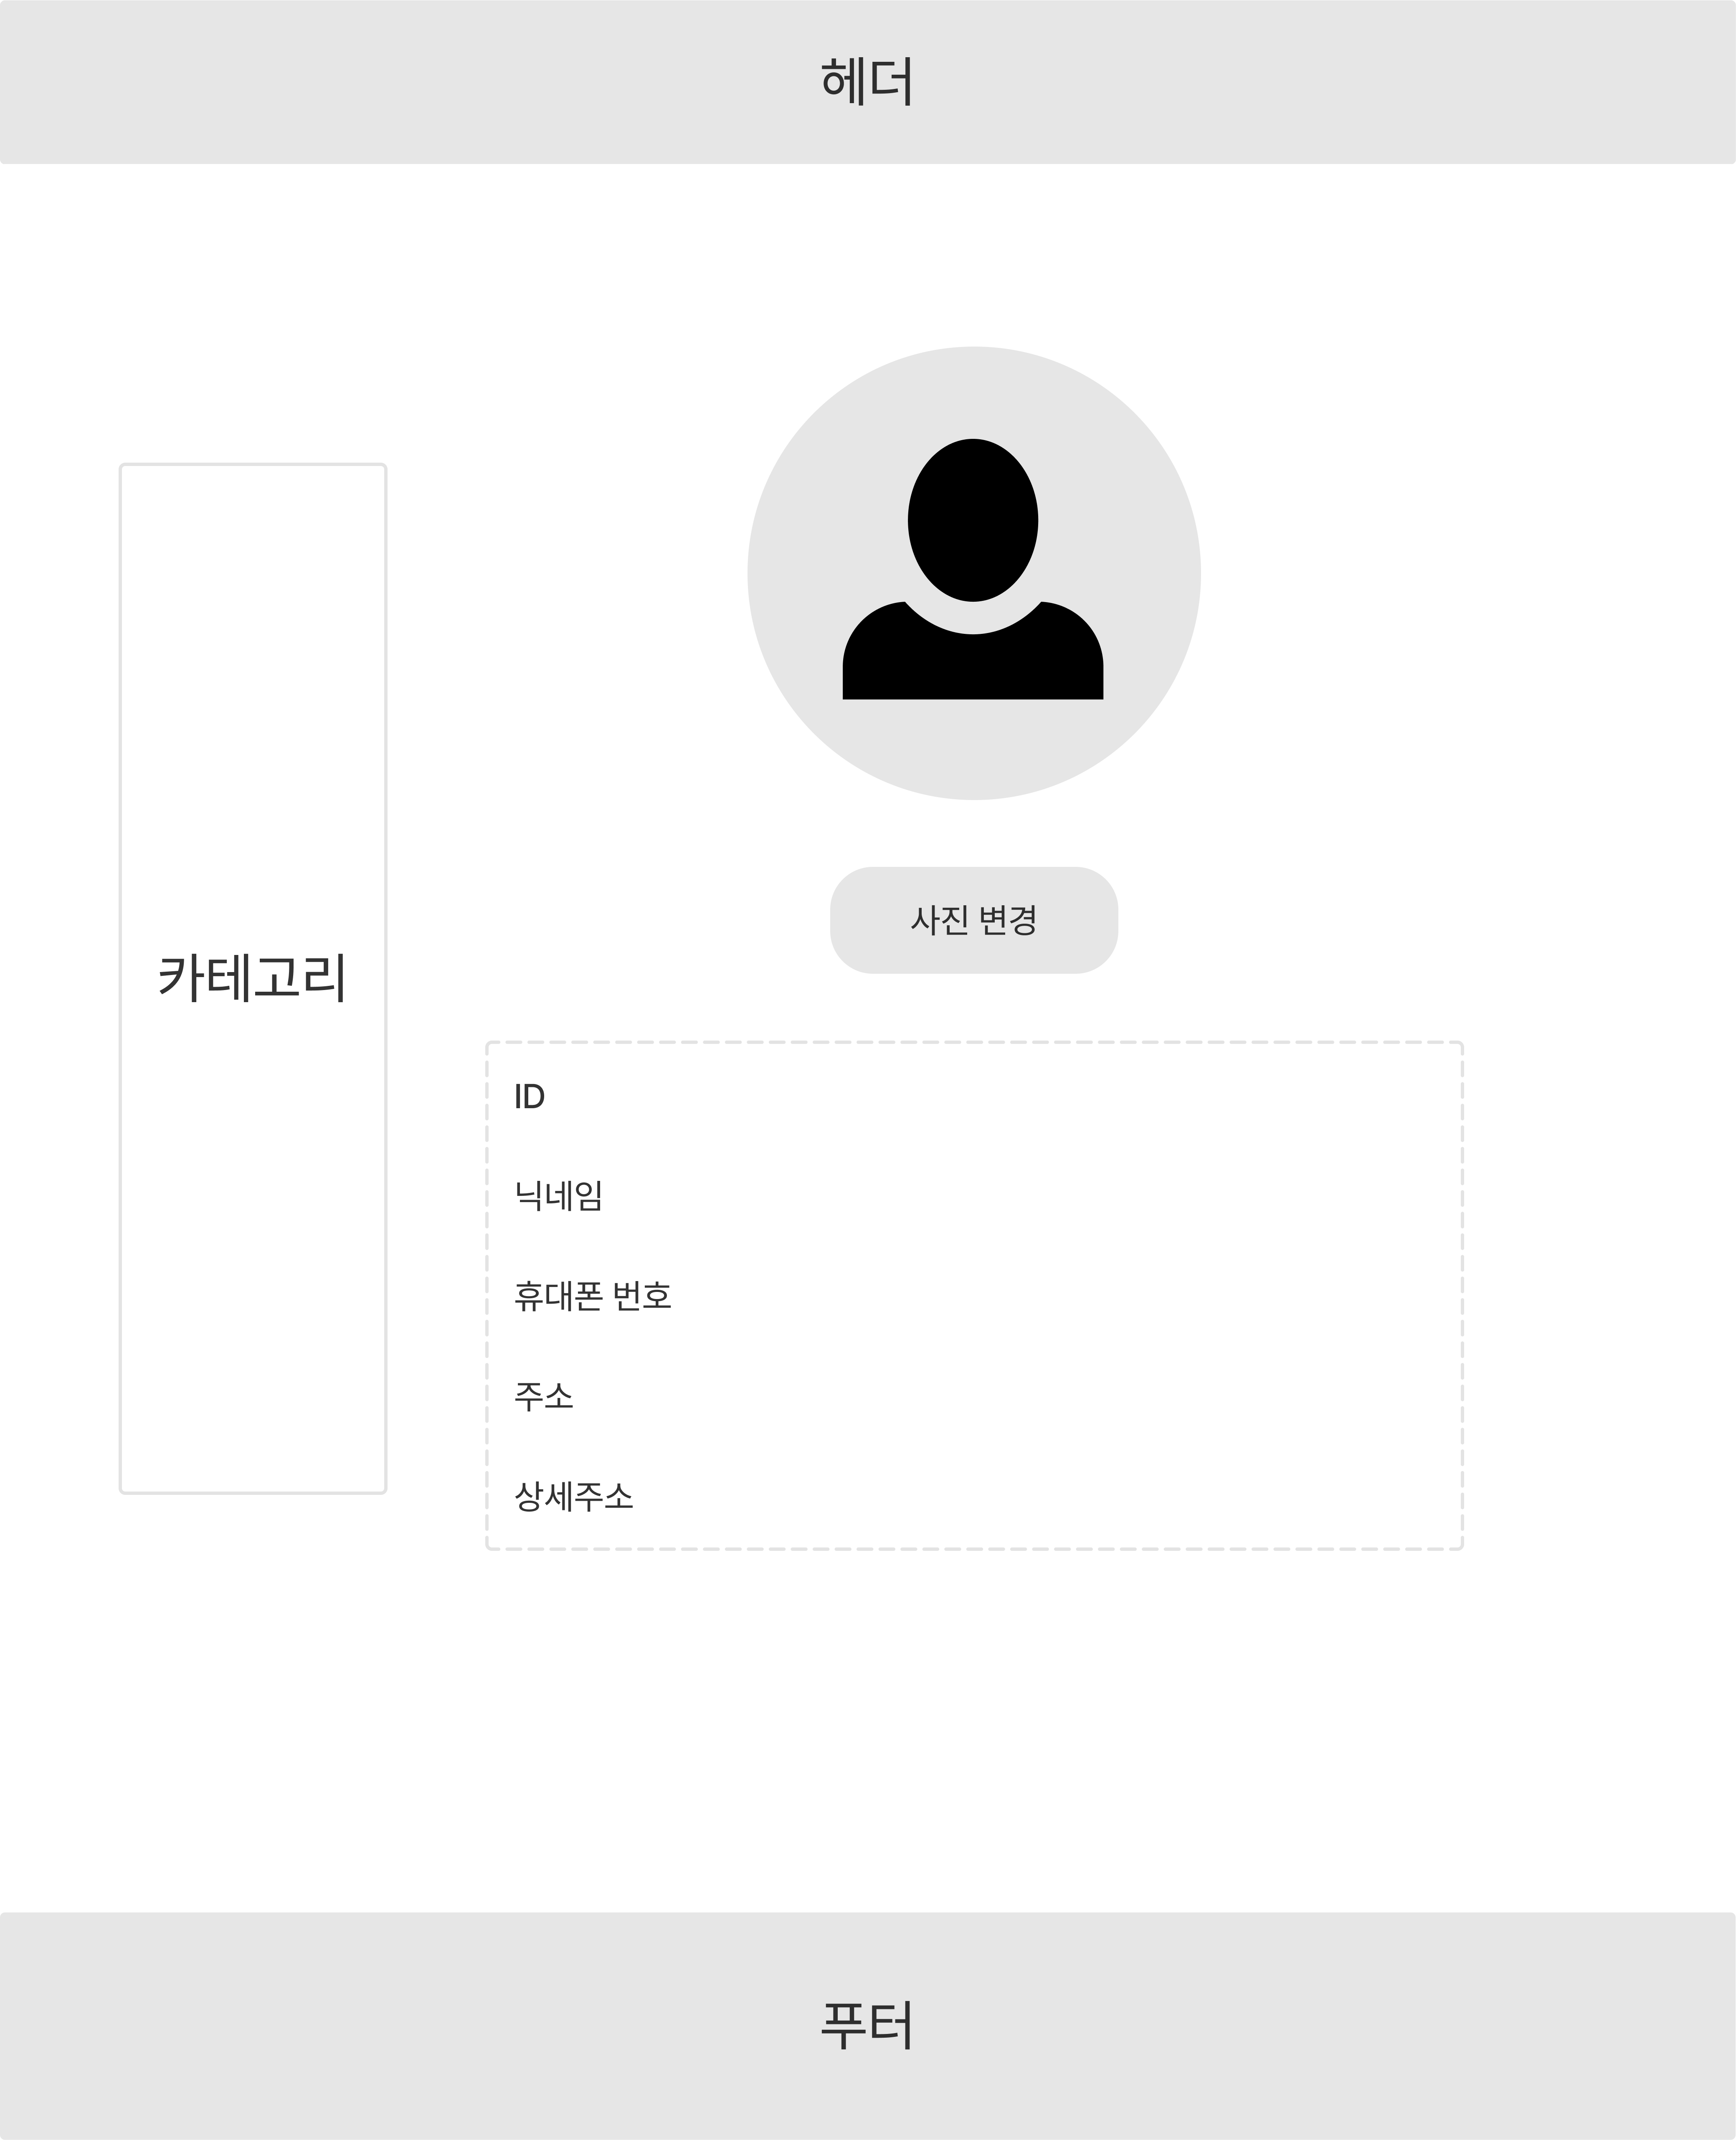 헤더
카테고리
사진 변경
ID
닉네임
휴대폰 번호
주소
상세주소
푸터